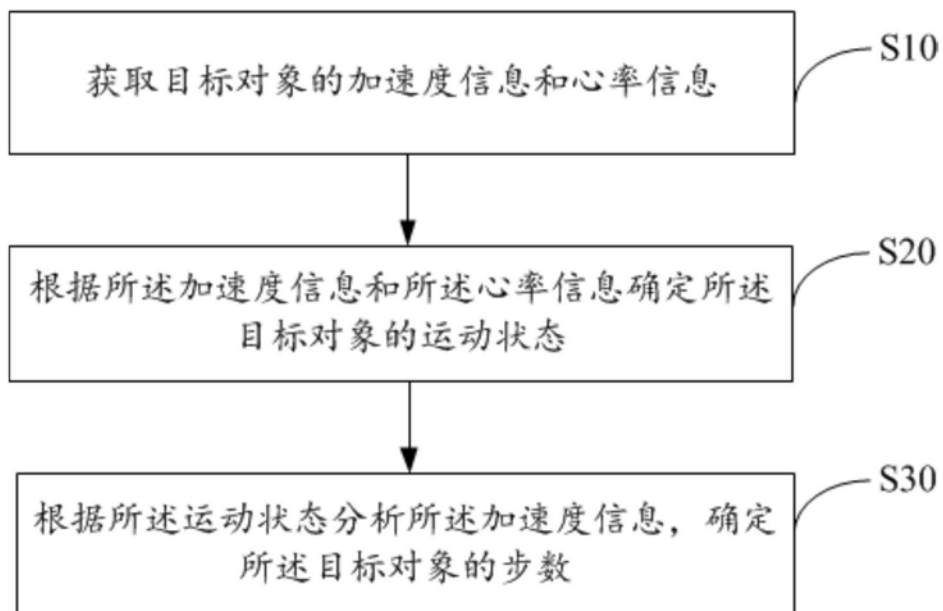 获取目标对象的加速度信息和心率信息
S10
根据所述加速度信息和所述心率信息确定所述
目标对象的运动状态
S20
根据所述运动状态分析所述加速度信息，确定
所述目标对象的步数
S30